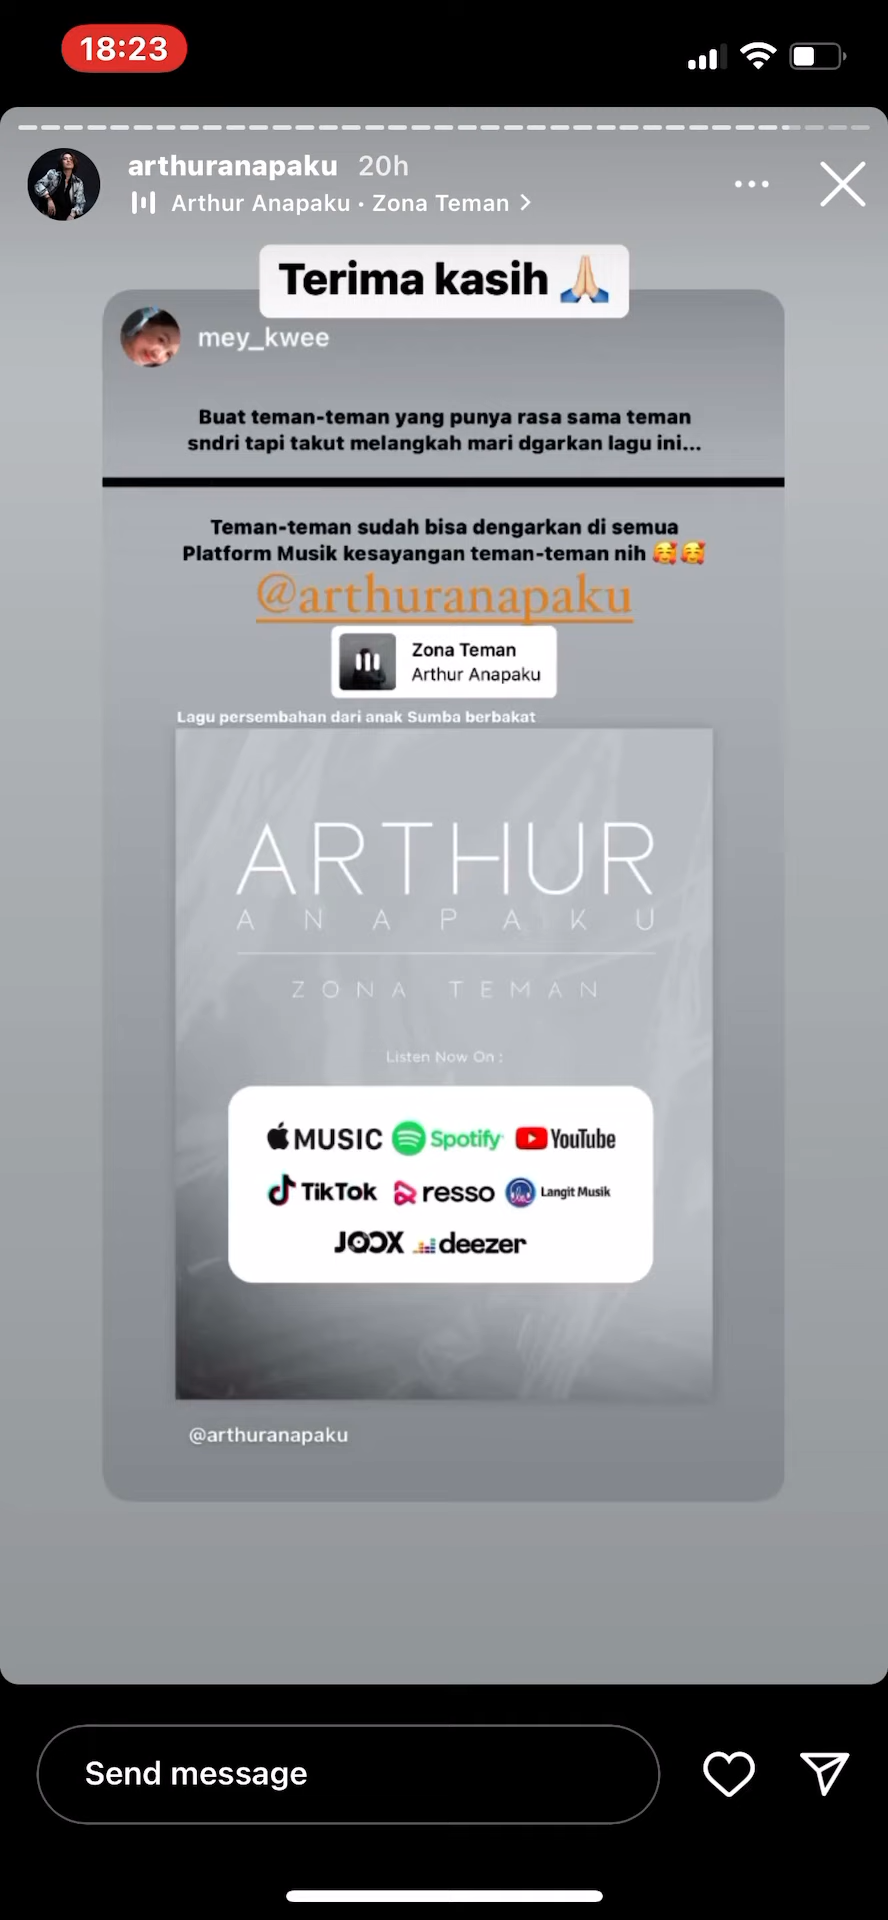 18:23
arthuranapaku 20h
Arthur Anapaku · Zona Teman
Terima kasih 🙏🏻
mey_kwee
Buat teman-teman yang punya rasa sama teman
sndri tapi takut melangkah mari dgarkan lagu ini...
Teman-teman sudah bisa dengarkan di semua
Platform Musik kesayangan teman-teman nih 🥰🥰
@arthuranapaku
Zona Teman
Arthur Anapaku
Lagu persembahan dari anak Sumba berbakat
ARTHUR
ANAPAKU
ZONA TEMAN
Listen Now On :
MUSIC Spotify YouTube
TikTok resso Langit Musik
JOOX deezer
@arthuranapaku
Send message